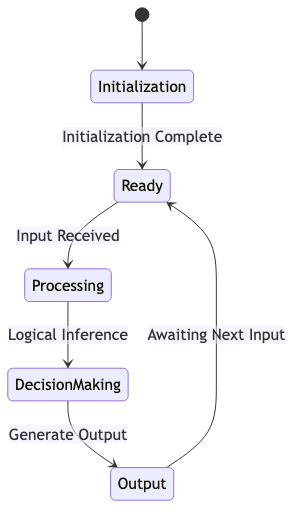 Initialization
Initialization Complete
Ready
Input Received
Processing
Logical Inference
Awaiting Next Input
DecisionMaking
Generate Output
Output